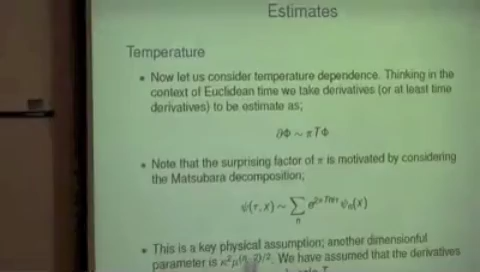 Estimates
Temperature
• Now let us consider temperature dependence. Thinking in the
context of Euclidean time we take derivatives (or at least time
derivatives) to be estimate as;
∂Φ ∼ πTΦ
• Note that the surprising factor of π is motivated by considering
the Matsubara decomposition;
ψ(τ, x) ∼ ∑ₙ e^{2πTniτ} ψₙ(x)
• This is a key physical assumption; another dimensionful
parameter is We have assumed that the derivatives